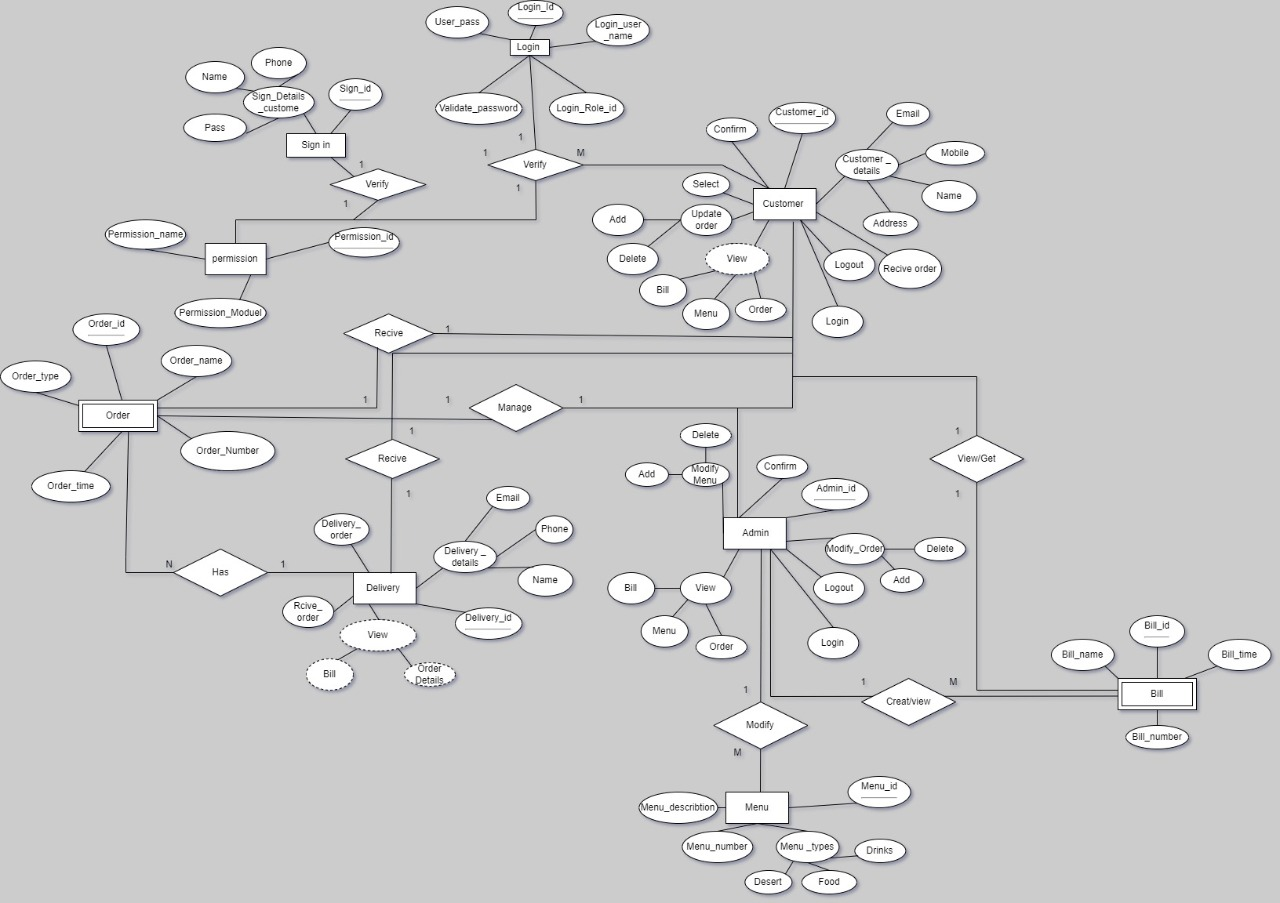 User_pass
Login_Id
Login_user
_name
Login
Validate_password
Login_Role_id
Phone
Name
Sign_Details
_custome
Sign_id
Pass
Sign in
1
Verify
1
1
1
Verify
M
1
Permission_name
permission
Permission_id
Permission_Moduel
Confirm
Customer_id
Email
Customer _
details
Mobile
Name
Address
Select
Customer
Add
Update
order
Delete
View
Bill
Menu
Order
Logout
Recive order
Login
Order_id
Order_name
Order_type
Order
Order_Number
Order_time
Recive
1
1
1
Manage
1
1
Recive
1
1
View/Get
1
N
Has
1
Delivery_
order
Email
Phone
Delivery _
details
Name
Delivery
Rcive_
order
Delivery_id
View
Bill
Order
Details
Delete
Add
Modify
Menu
Confirm
Admin_id
Admin
Modify_Order
Delete
Add
Logout
Login
Bill
View
Menu
Order
1
Modify
M
1
Creat/view
M
Bill_id
Bill_name
Bill_time
Bill
Bill_number
Menu_describtion
Menu
Menu_id
Menu_number
Menu _types
Drinks
Desert
Food